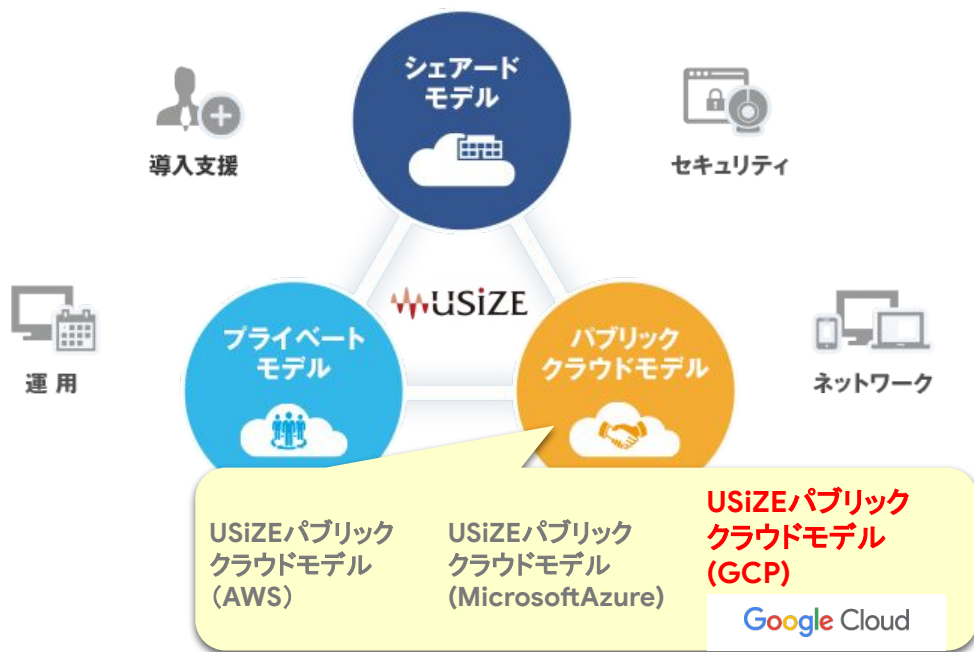 シェアード
モデル
導入支援
セキュリティ
USiZE
プライベート
モデル
パブリック
クラウドモデル
運用
ネットワーク
USiZEパブリック
クラウドモデル
（AWS）
USiZEパブリック
クラウドモデル
(MicrosoftAzure)
USiZEパブリック
クラウドモデル
(GCP)
Google Cloud